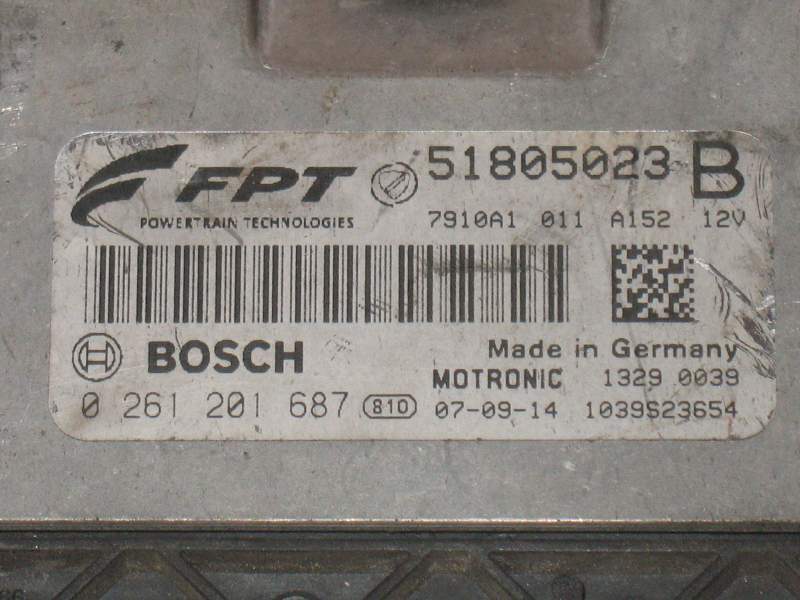 FPT 51805023 B
POWERTRAIN TECHNOLOGIES 7910A1 011 A152 12V
BOSCH Made in Germany
MOTRONIC 1329 0039
0 261 201 687 810 07-09-14 1039S23654